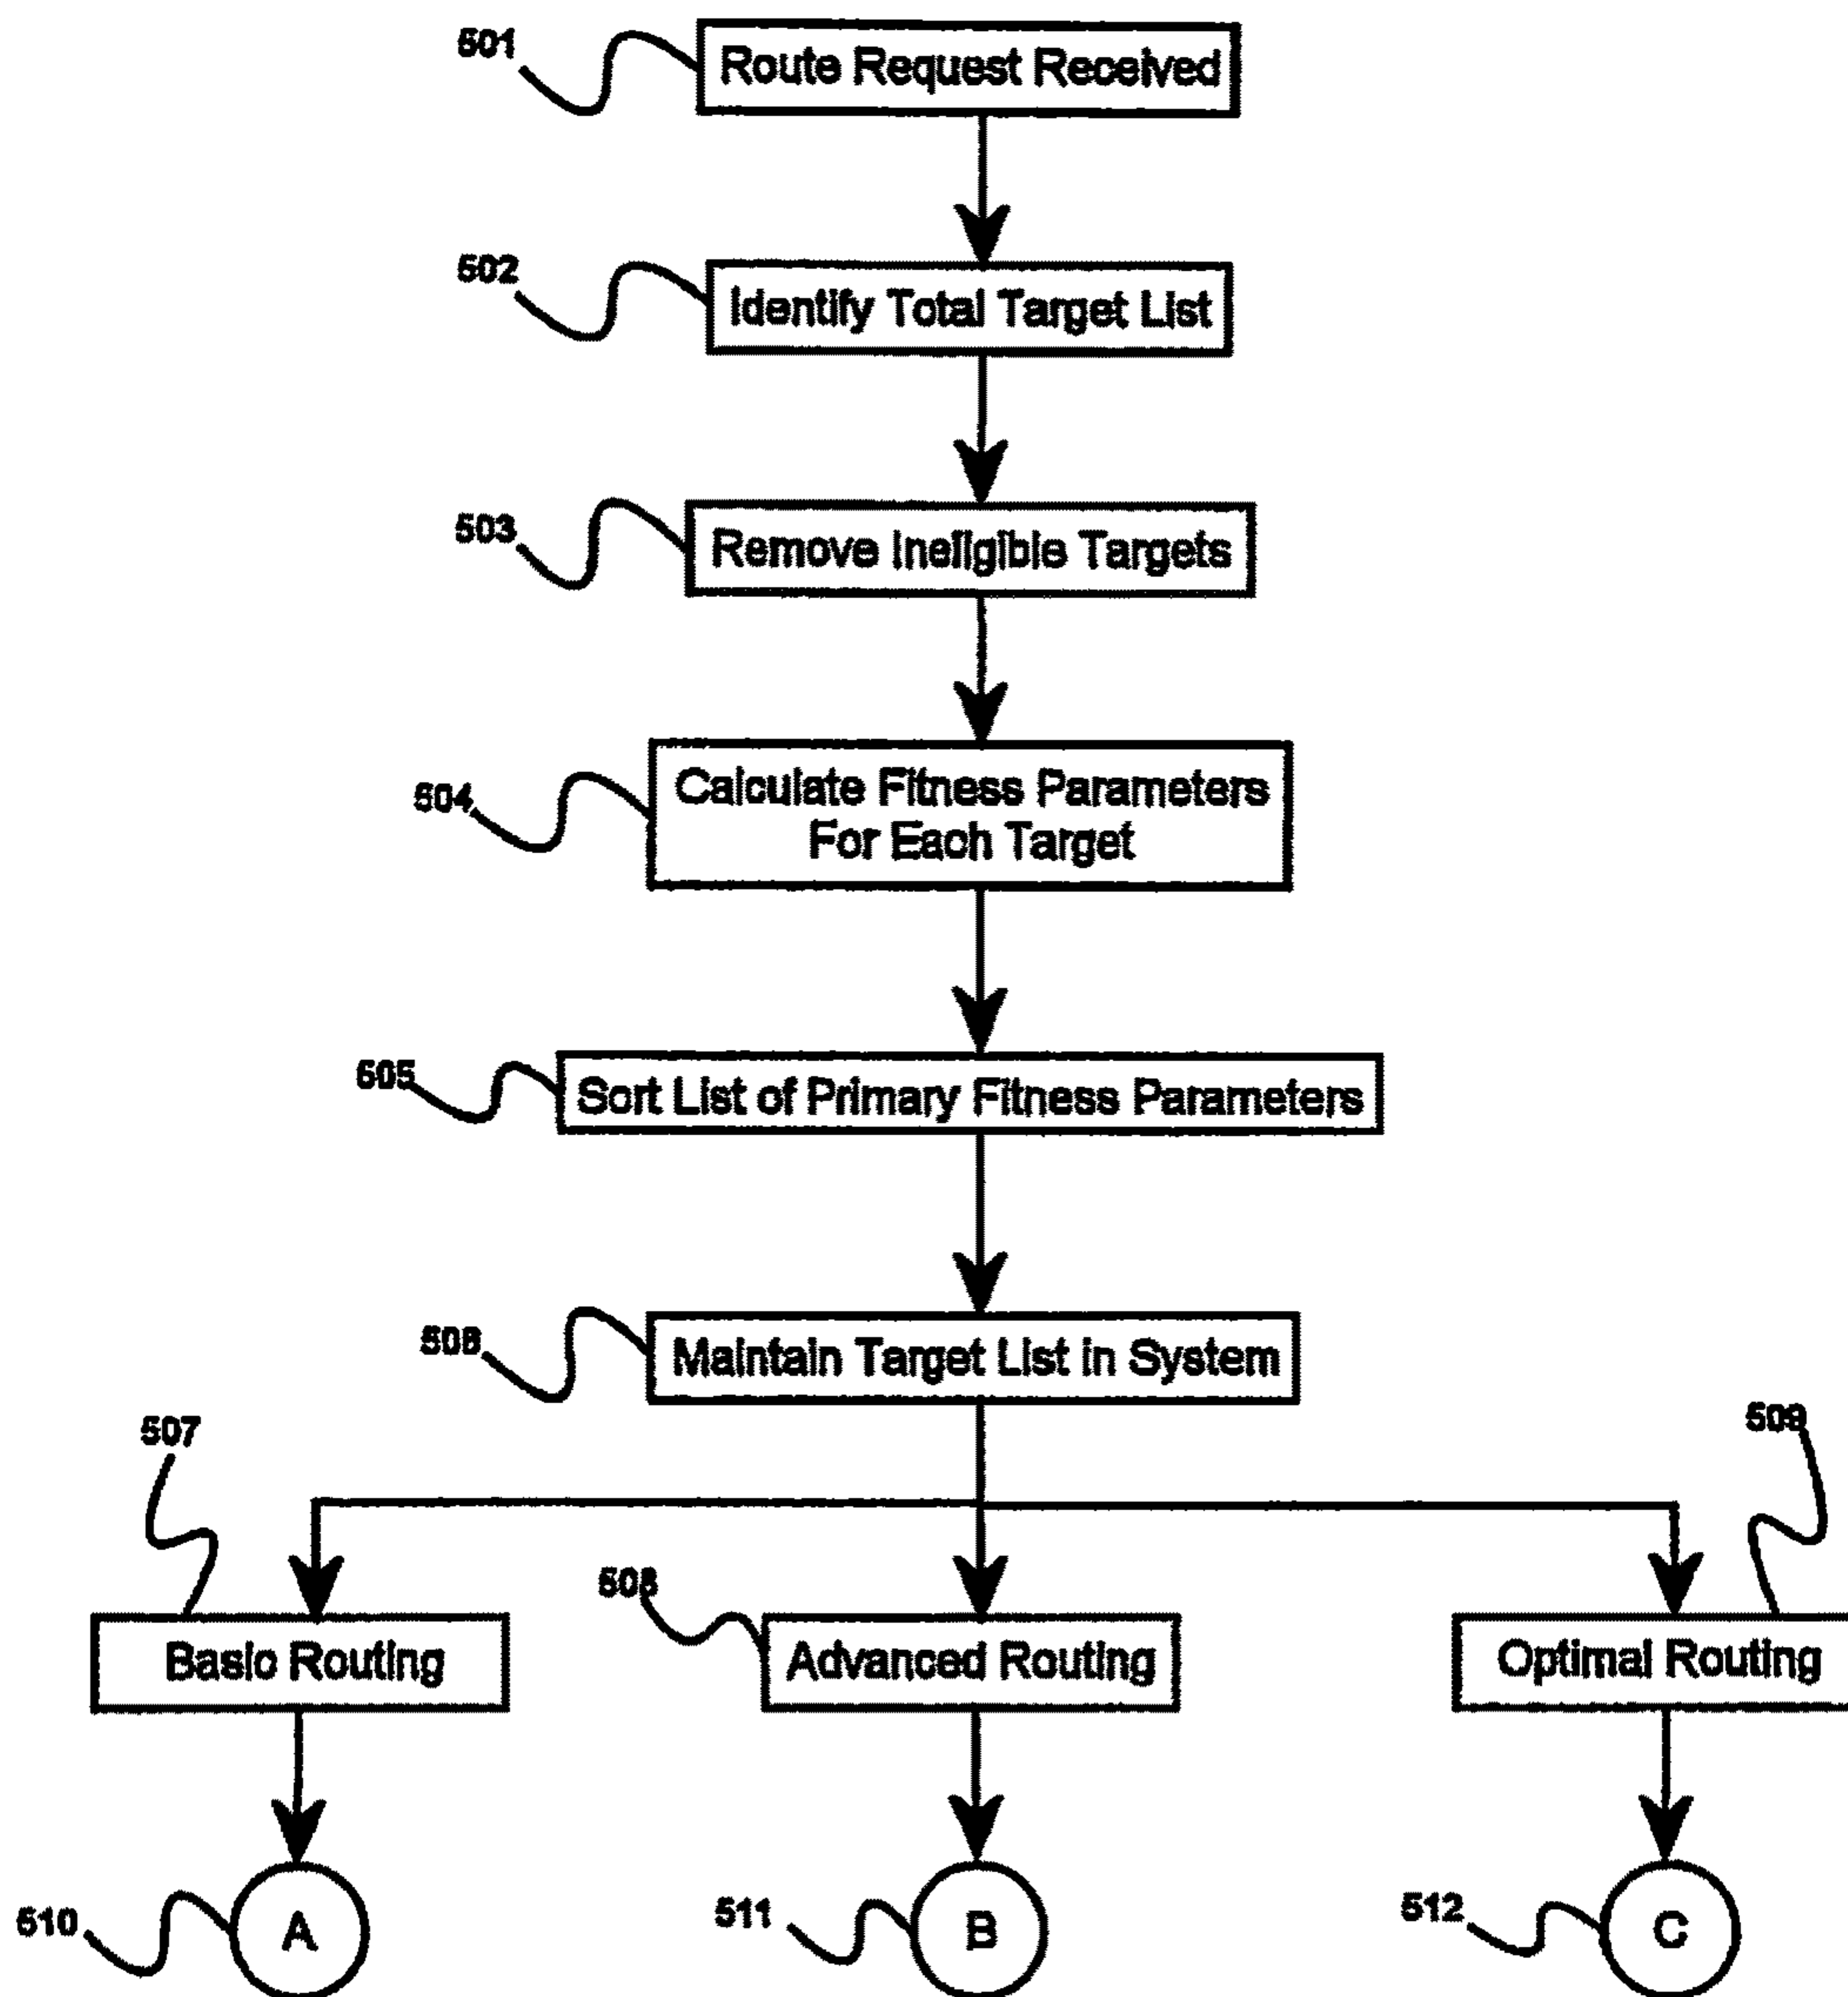 501
Route Request Received
502
Identify Total Target List
503
Remove Ineligible Targets
504
Calculate Fitness Parameters
For Each Target
505
Sort List of Primary Fitness Parameters
506
Maintain Target List in System
507
509
508
Basic Routing
Advanced Routing
Optimal Routing
510
A
511
B
512
C